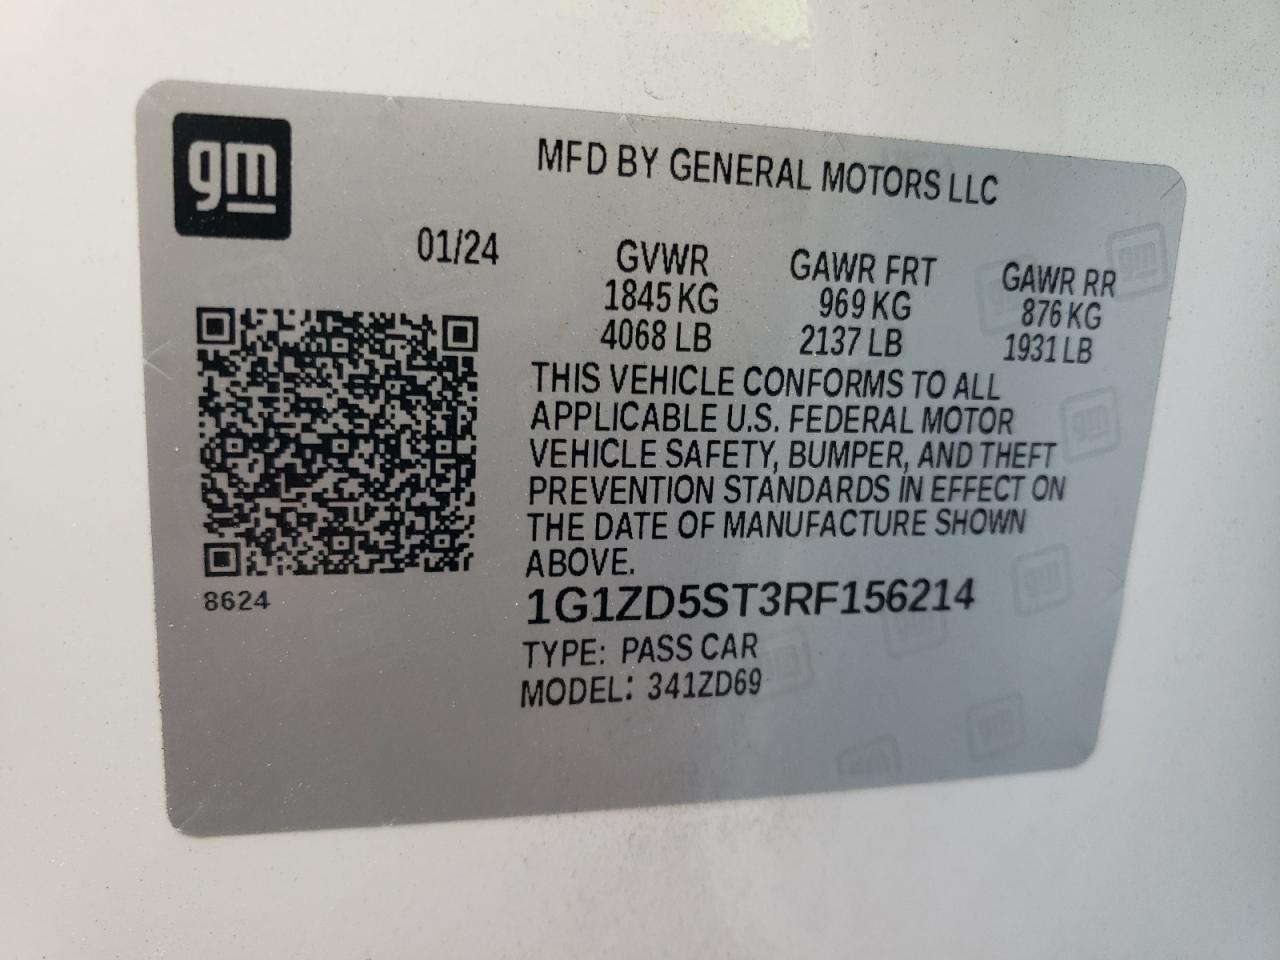 gm
MFD BY GENERAL MOTORS LLC
01/24
GVWR GAWR FRT GAWR RR
1845 KG 969 KG 876 KG
4068 LB 2137 LB 1931 LB
THIS VEHICLE CONFORMS TO ALL
APPLICABLE U.S. FEDERAL MOTOR
VEHICLE SAFETY, BUMPER, AND THEFT
PREVENTION STANDARDS IN EFFECT ON
THE DATE OF MANUFACTURE SHOWN
ABOVE.
8624
1G1ZD5ST3RF156214
TYPE: PASS CAR
MODEL: 341ZD69